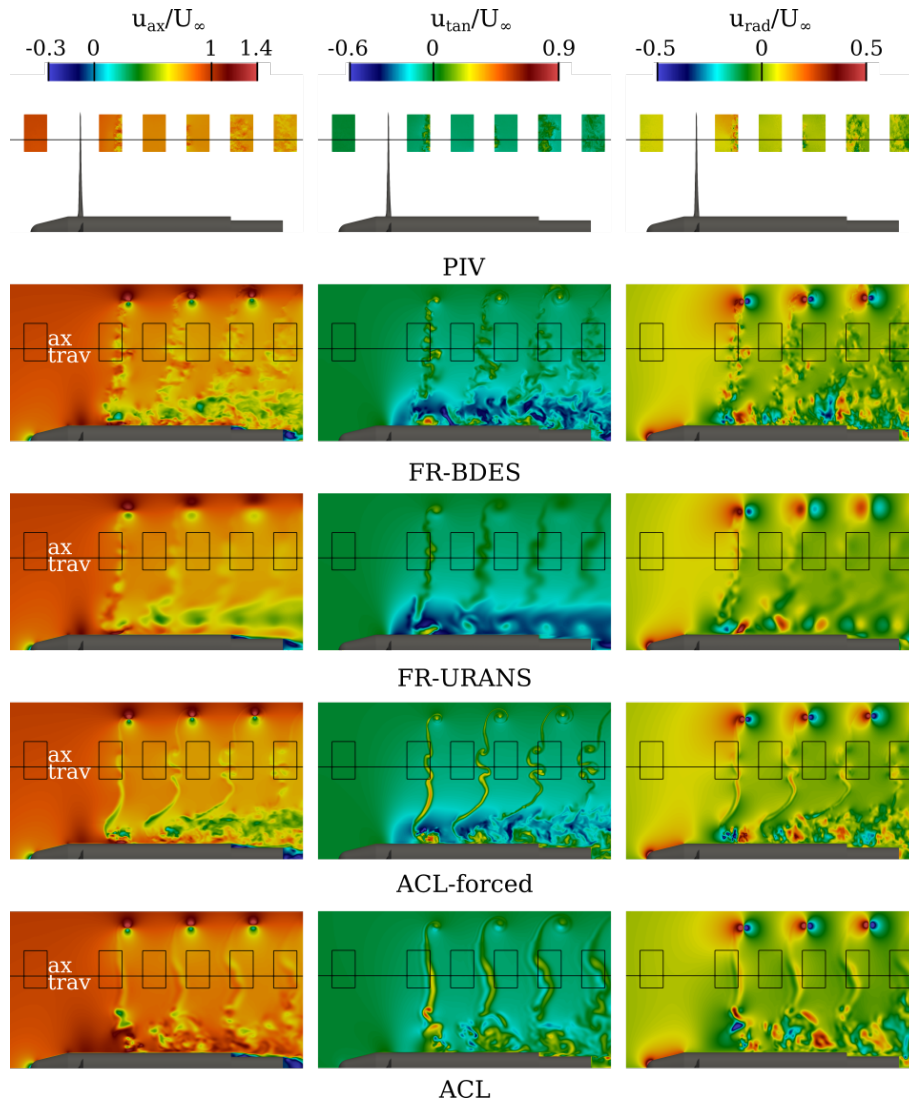 u_ax/U_∞ u_tan/U_∞ u_rad/U_∞
-0.3 0 1 1.4 -0.6 0 0.9 -0.5 0 0.5
PIV
ax
trav
FR-BDES
ax
trav
FR-URANS
ax
trav
ACL-forced
ax
trav
ACL